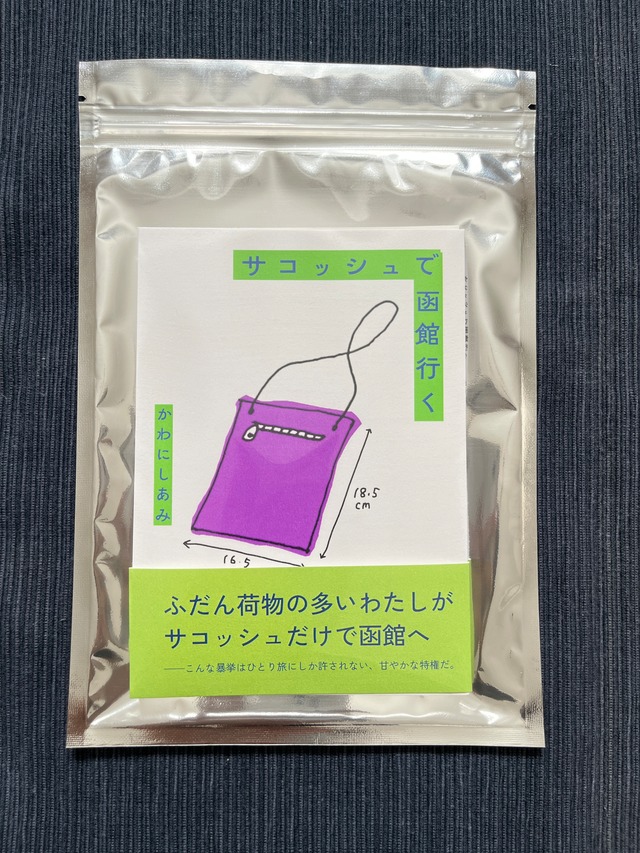 サコッシュで
函館行く
かわにしあみ
18.5
cm
16.5
ふだん荷物の多いわたしが
サコッシュだけで函館へ
──こんな暴挙はひとり旅にしか許されない、甘やかな特権だ。